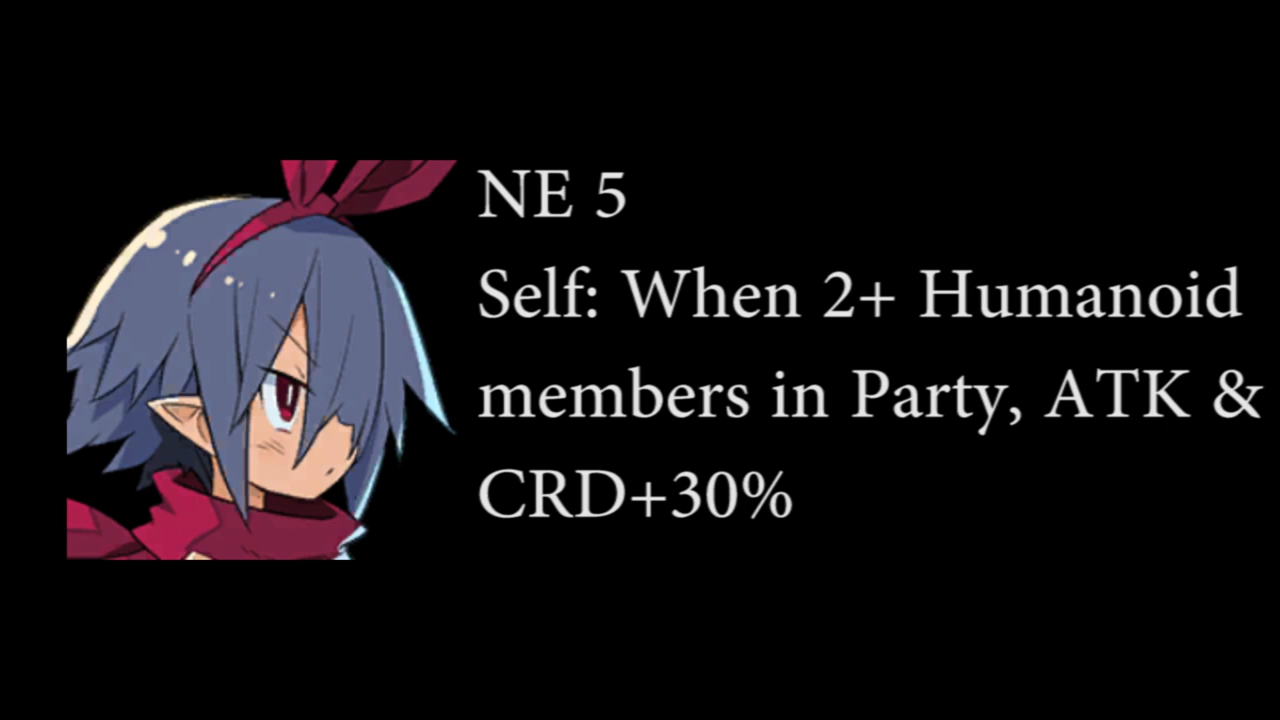 NE 5
Self: When 2+ Humanoid
members in Party, ATK &
CRD+30%